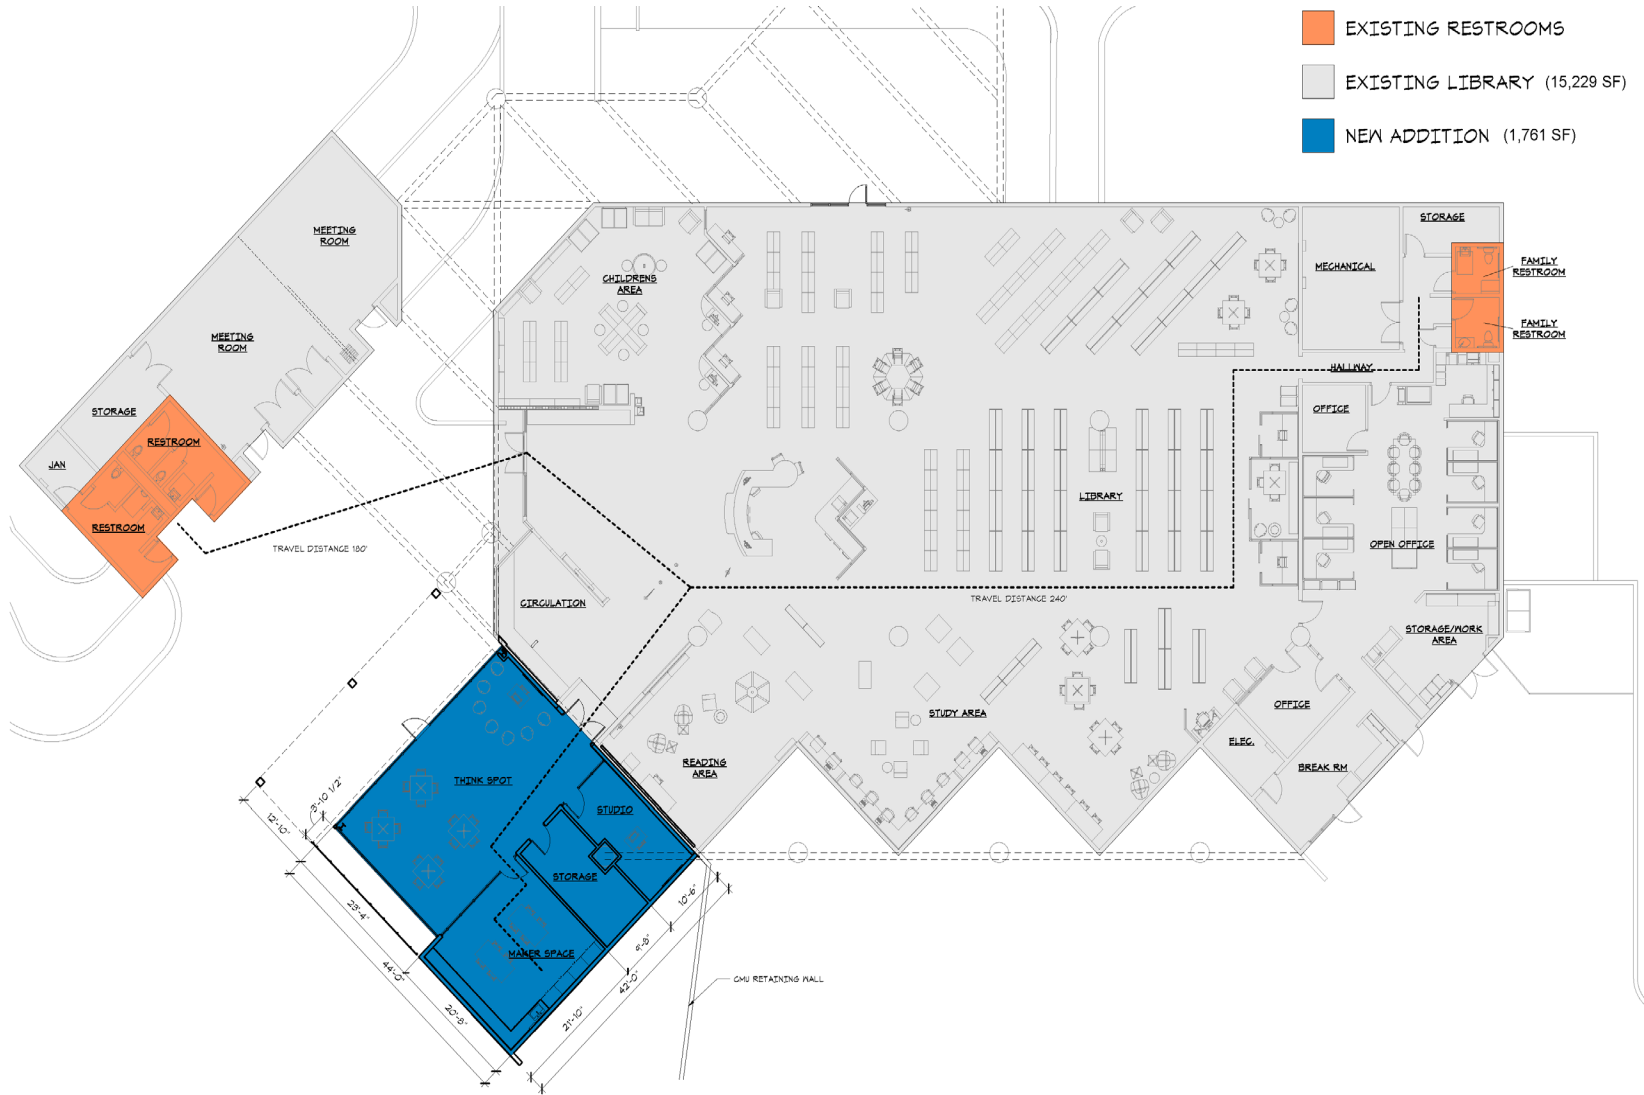 EXISTING RESTROOMS
EXISTING LIBRARY (15,229 SF)
NEW ADDITION (1,761 SF)
STORAGE
MEETING
ROOM
FAMILY
RESTROOM
MECHANICAL
CHILDRENS
AREA
FAMILY
RESTROOM
MEETING
ROOM
HALLWAY
OFFICE
STORAGE
RESTROOM
JAN
LIBRARY
RESTROOM
OPEN OFFICE
TRAVEL DISTANCE 180'
TRAVEL DISTANCE 240'
CIRCULATION
STORAGE/WORK
AREA
OFFICE
STUDY AREA
ELEC.
READING
AREA
BREAK RM
THINK SPOT
STUDIO
3'-10 1/2"
12'-10"
STORAGE
10'-6"
23'-4"
9'-8"
MAKER SPACE
44'-0"
42'-0"
CMU RETAINING WALL
20'-8"
21'-10"